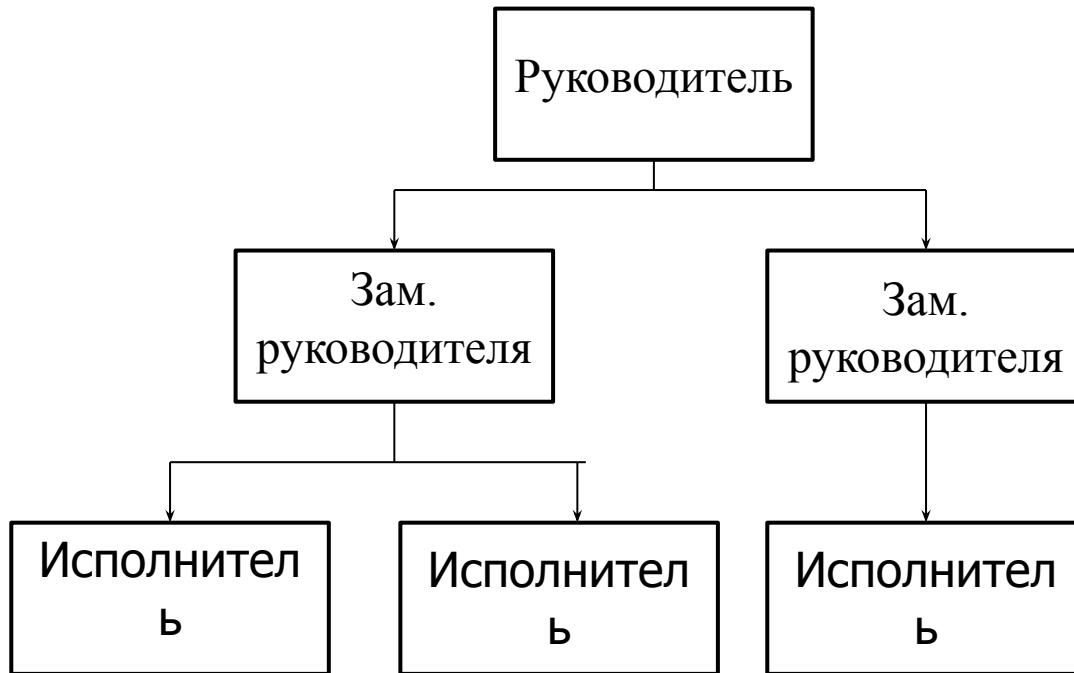 Руководитель
Зам.
руководителя
Зам.
руководителя
Исполнител
ь
Исполнител
ь
Исполнител
ь